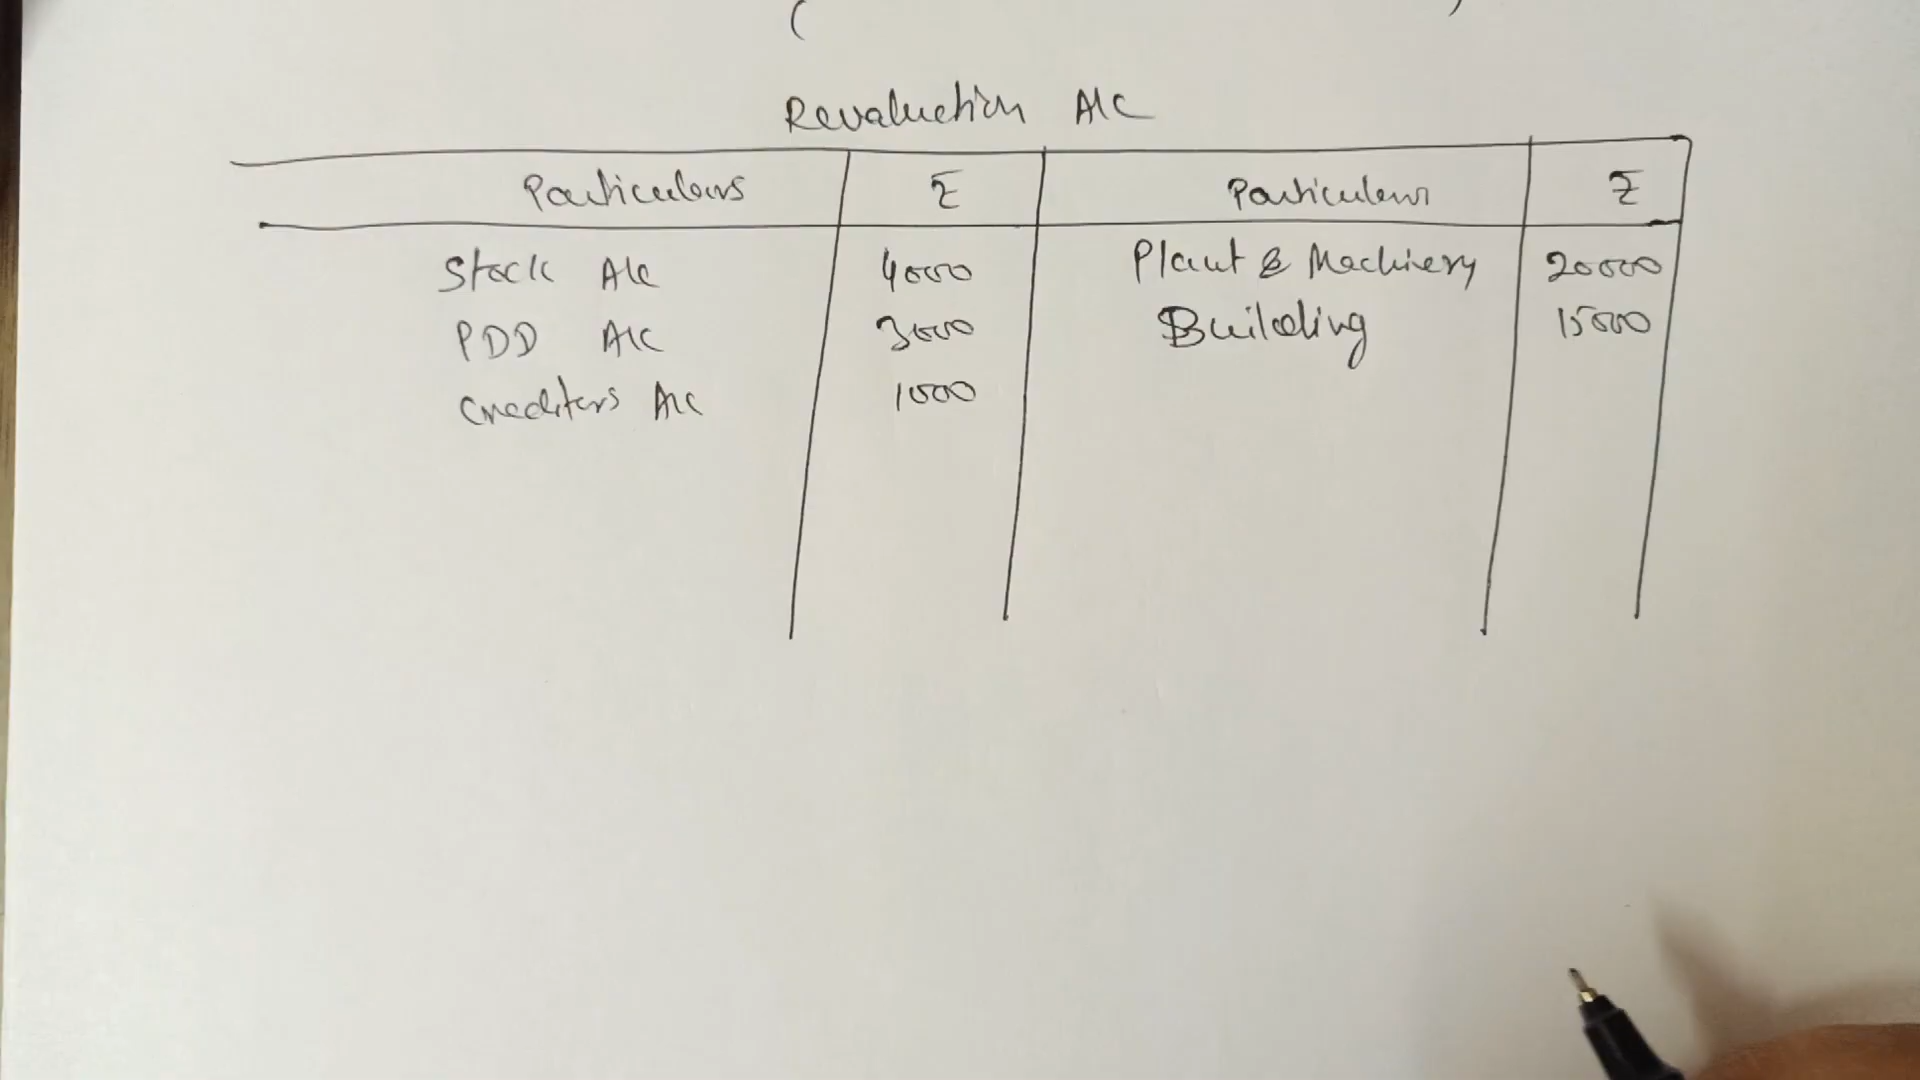 (                )
Revaluation A/c
Particulars ₹ Particulars ₹
Stock A/c 4000 Plant & Machinery 20000
PDD A/c 3000 Building 15000
Creditors A/c 1000